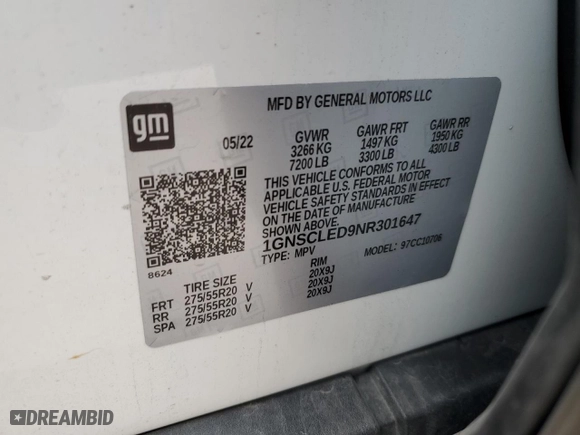 gm
MFD BY GENERAL MOTORS LLC
05/22 GVWR GAWR FRT GAWR RR
3266 KG 1497 KG 1950 KG
7200 LB 3300 LB 4300 LB
THIS VEHICLE CONFORMS TO ALL
APPLICABLE U.S. FEDERAL MOTOR
VEHICLE SAFETY STANDARDS IN EFFECT
ON THE DATE OF MANUFACTURE SHOWN ABOVE.
1GNSCLED9NR301647
8624
TYPE: MPV MODEL: 97CC10706
TIRE SIZE RIM
FRT 275/55R20 V 20X9J
RR 275/55R20 V 20X9J
SPA 275/55R20 V 20X9J
DREAMBID